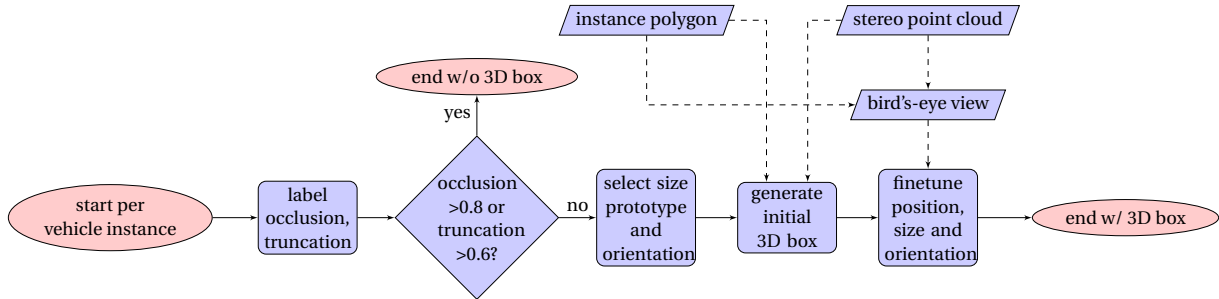 instance polygon
stereo point cloud
end w/o 3D box
bird's-eye view
yes
start per
vehicle instance
label
occlusion,
truncation
occlusion
>0.8 or
truncation
>0.6?
no
select size
prototype
and
orientation
generate
initial
3D box
finetune
position,
size and
orientation
end w/ 3D box